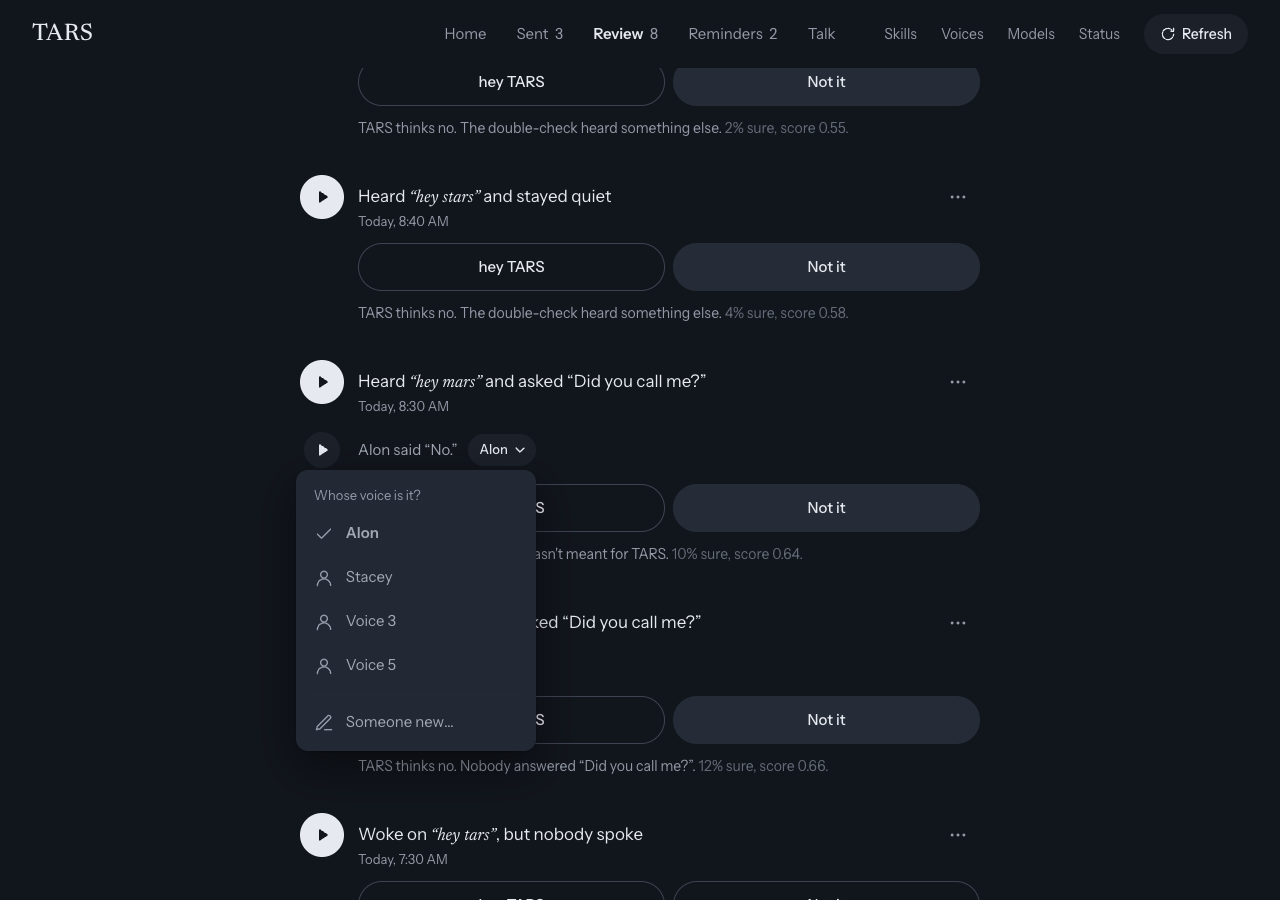 TARS
Home Sent 3 Review 8 Reminders 2 Talk Skills Voices Models Status Refresh
hey TARS Not it
TARS thinks no. The double-check heard something else. 2% sure, score 0.55.
Heard “hey stars” and stayed quiet
Today, 8:40 AM
hey TARS Not it
TARS thinks no. The double-check heard something else. 4% sure, score 0.58.
Heard “hey mars” and asked “Did you call me?”
Today, 8:30 AM
Alon said “No.” Alon
Whose voice is it?
S Not it
Alon
asn't meant for TARS. 10% sure, score 0.64.
Stacey
Voice 3
ked “Did you call me?”
Voice 5
Someone new...
S Not it
TARS thinks no. Nobody answered “Did you call me?”. 12% sure, score 0.66.
Woke on “hey tars”, but nobody spoke
Today, 7:30 AM